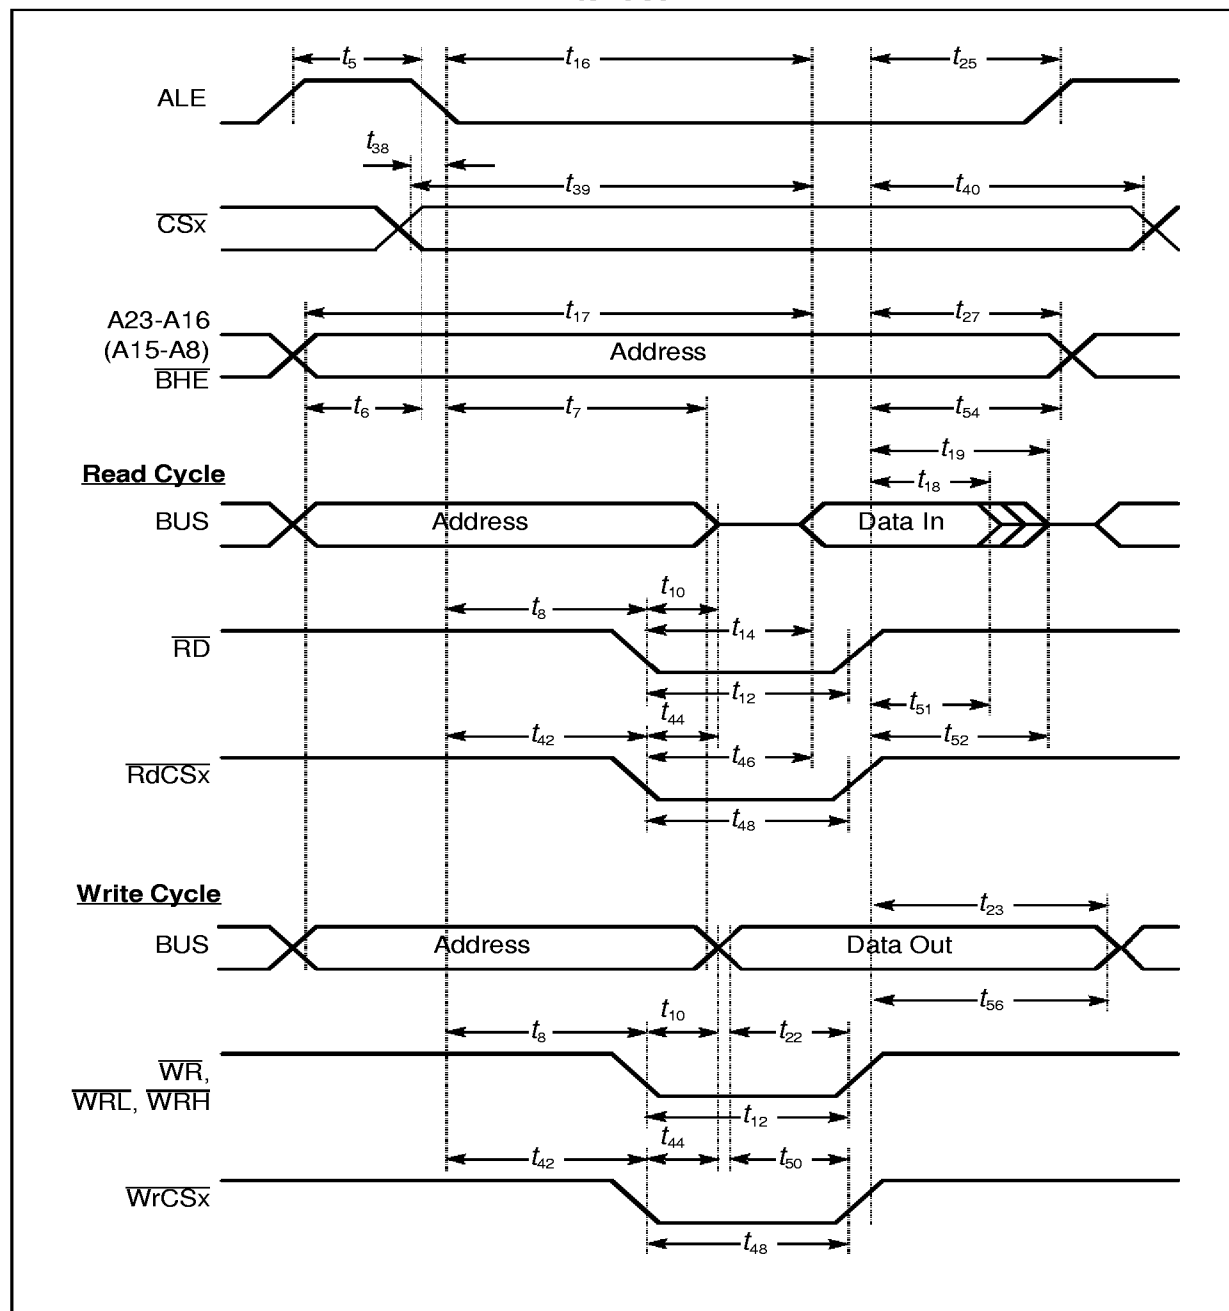 t5 t16 t25
ALE
t38
t39 t40
CSx
A23-A16 t17 t27
(A15-A8) Address
BHE
t6 t7 t54
t19
Read Cycle
t18
BUS Address Data In
t10
t8 t14
RD
t12 t51
t44
t42 t52
t46
RdCSx
t48
Write Cycle
t23
BUS Address Data Out
t56
t10
t8 t22
WR,
WRL, WRH
t12
t44
t42 t50
WrCSx
t48